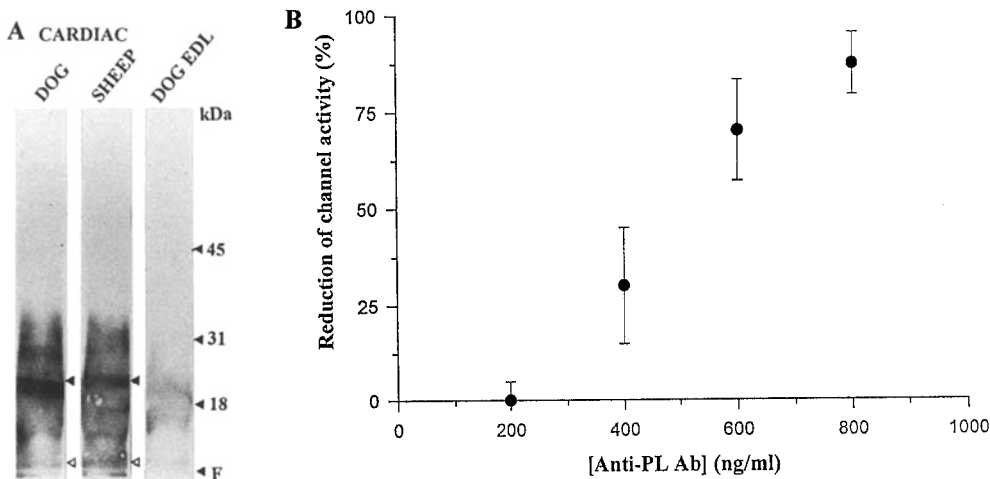 A CARDIAC
DOG
SHEEP
DOG EDL
kDa
45
31
18
F
B
100
75
50
25
0
Reduction of channel activity (%)
0 200 400 600 800 1000
[Anti-PL Ab] (ng/ml)